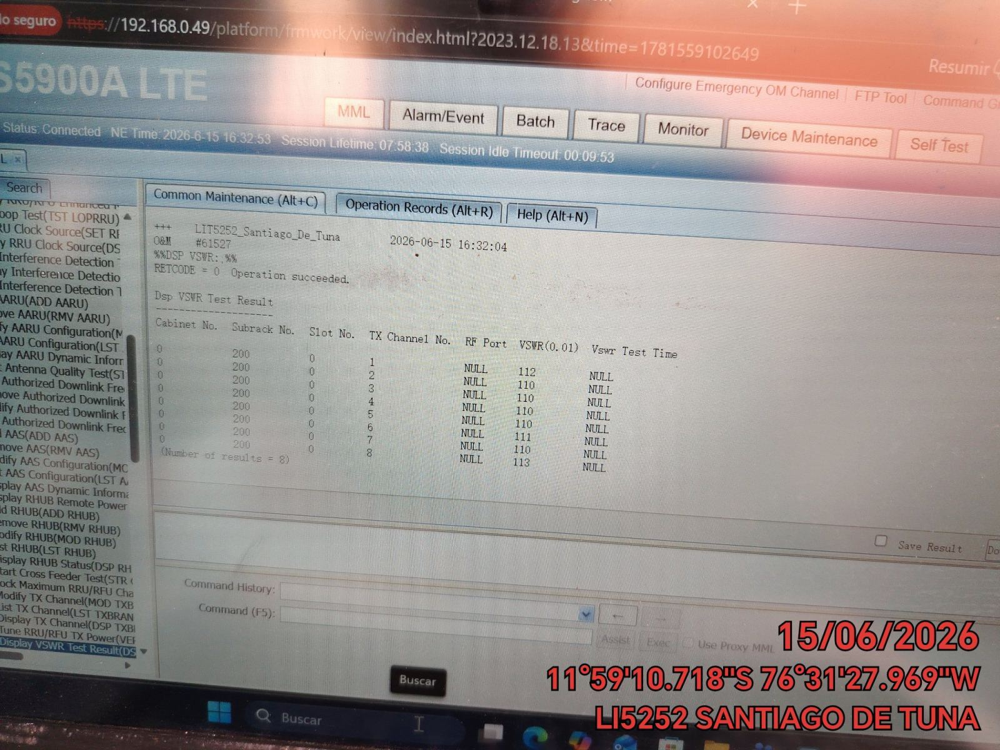 lo seguro https://192.168.0.49/platform/frmwork/view/index.html?2023.12.18.13&time=1781559102649
Resumir
S5900A LTE
Configure Emergency OM Channel | FTP Tool | Command
MML Alarm/Event Batch Trace Monitor Device Maintenance Self Test
Status: Connected NE Time: 2026-6-15 16:32:53 Session Lifetime: 07:58:38 Session Idle Timeout: 00:09:53
Search
oop Test(TST LOPRRU)
RU Clock Source(SET RF
y RRU Clock Source(DS
Interference Detection
ay Interference Detectio
Interference Detection T
AARU(ADD AARU)
ove AARU(RMV AARU)
fy AARU Configuration(M
AARU Configuration(LST
lay AARU Dynamic Inforr
t Antenna Quality Test(ST
Authorized Downlink Fre
move Authorized Downlink
dify Authorized Downlink F
Authorized Downlink Frec
d AAS(ADD AAS)
move AAS(RMV AAS)
dify AAS Configuration(MC
t AAS Configuration(LST A
splay AAS Dynamic Informa
splay RHUB Remote Power
dd RHUB(ADD RHUB)
emove RHUB(RMV RHUB)
odify RHUB(MOD RHUB)
st RHUB(LST RHUB)
isplay RHUB Status(DSP RH
tart Cross Feeder Test(STR
ock Maximum RRU/RFU Cha
Modify TX Channel(MOD TXB
List TX Channel(LST TXBRAN
Display TX Channel(DSP TXBI
Tune RRU/RFU TX Power(VEF
Display VSWR Test Result(DS
Common Maintenance (Alt+C) Operation Records (Alt+R) Help (Alt+N)
+++ LIT5252_Santiago_De_Tuna 2026-06-15 16:32:04
O&M #61527
%%DSP VSWR:;%%
RETCODE = 0 Operation succeeded.
Dsp VSWR Test Result
--------------------
Cabinet No. Subrack No. Slot No. TX Channel No. RF Port VSWR(0.01) Vswr Test Time
0 200 0 1 NULL 112 NULL
0 200 0 2 NULL 110 NULL
0 200 0 3 NULL 110 NULL
0 200 0 4 NULL 110 NULL
0 200 0 5 NULL 110 NULL
0 200 0 6 NULL 111 NULL
0 200 0 7 NULL 110 NULL
0 200 0 8 NULL 113 NULL
(Number of results = 8)
Save Result
Do
Command History:
Command (F5):
Assist Exec Use Proxy MML
Buscar
Buscar
15/06/2026
11°59'10.718"S 76°31'27.969"W
LI5252 SANTIAGO DE TUNA